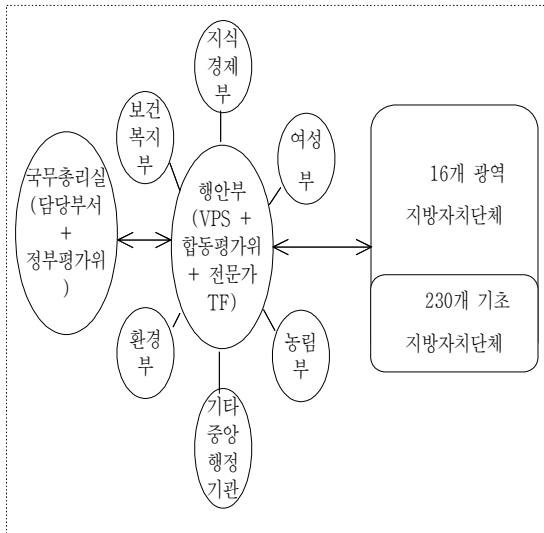 지식
경제
부
보건
복지
부
여성
부
국무총리실
(담당부서
+
정부평가위
)
행안부
(VPS +
합동평가위
+ 전문가
TF)
16개 광역
지방자치단체
230개 기초
지방자치단체
환경
부
농림
부
기타
중앙
행정
기관